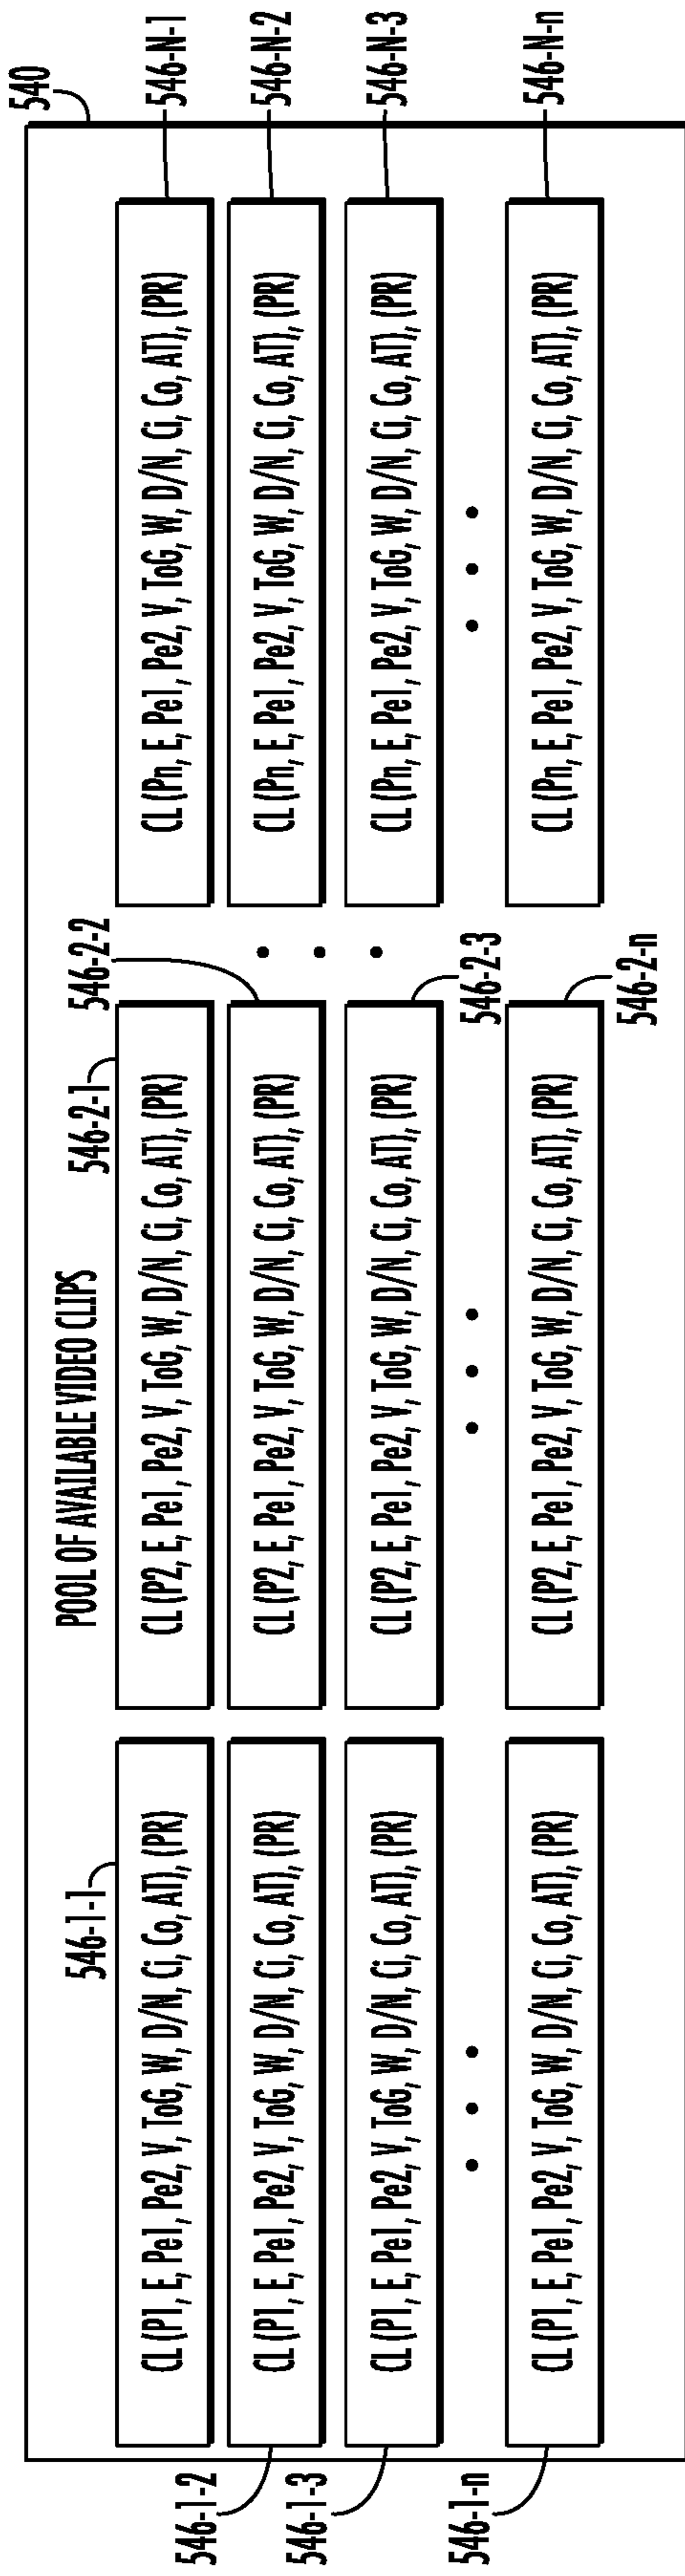 540
POOL OF AVAILABLE VIDEO CLIPS
546-1-1
546-2-1
546-2-2
CL (P1, E, Pe1, Pe2, V, ToG, W, D/N, Ci, Co, AT), (PR)
CL (P2, E, Pe1, Pe2, V, ToG, W, D/N, Ci, Co, AT), (PR)
CL (Pn, E, Pe1, Pe2, V, ToG, W, D/N, Ci, Co, AT), (PR)
546-N-1
546-1-2
CL (P1, E, Pe1, Pe2, V, ToG, W, D/N, Ci, Co, AT), (PR)
CL (P2, E, Pe1, Pe2, V, ToG, W, D/N, Ci, Co, AT), (PR)
CL (Pn, E, Pe1, Pe2, V, ToG, W, D/N, Ci, Co, AT), (PR)
546-N-2
546-1-3
CL (P1, E, Pe1, Pe2, V, ToG, W, D/N, Ci, Co, AT), (PR)
CL (P2, E, Pe1, Pe2, V, ToG, W, D/N, Ci, Co, AT), (PR)
CL (Pn, E, Pe1, Pe2, V, ToG, W, D/N, Ci, Co, AT), (PR)
546-N-3
546-2-3
546-1-n
CL (P1, E, Pe1, Pe2, V, ToG, W, D/N, Ci, Co, AT), (PR)
CL (P2, E, Pe1, Pe2, V, ToG, W, D/N, Ci, Co, AT), (PR)
CL (Pn, E, Pe1, Pe2, V, ToG, W, D/N, Ci, Co, AT), (PR)
546-N-n
546-2-n